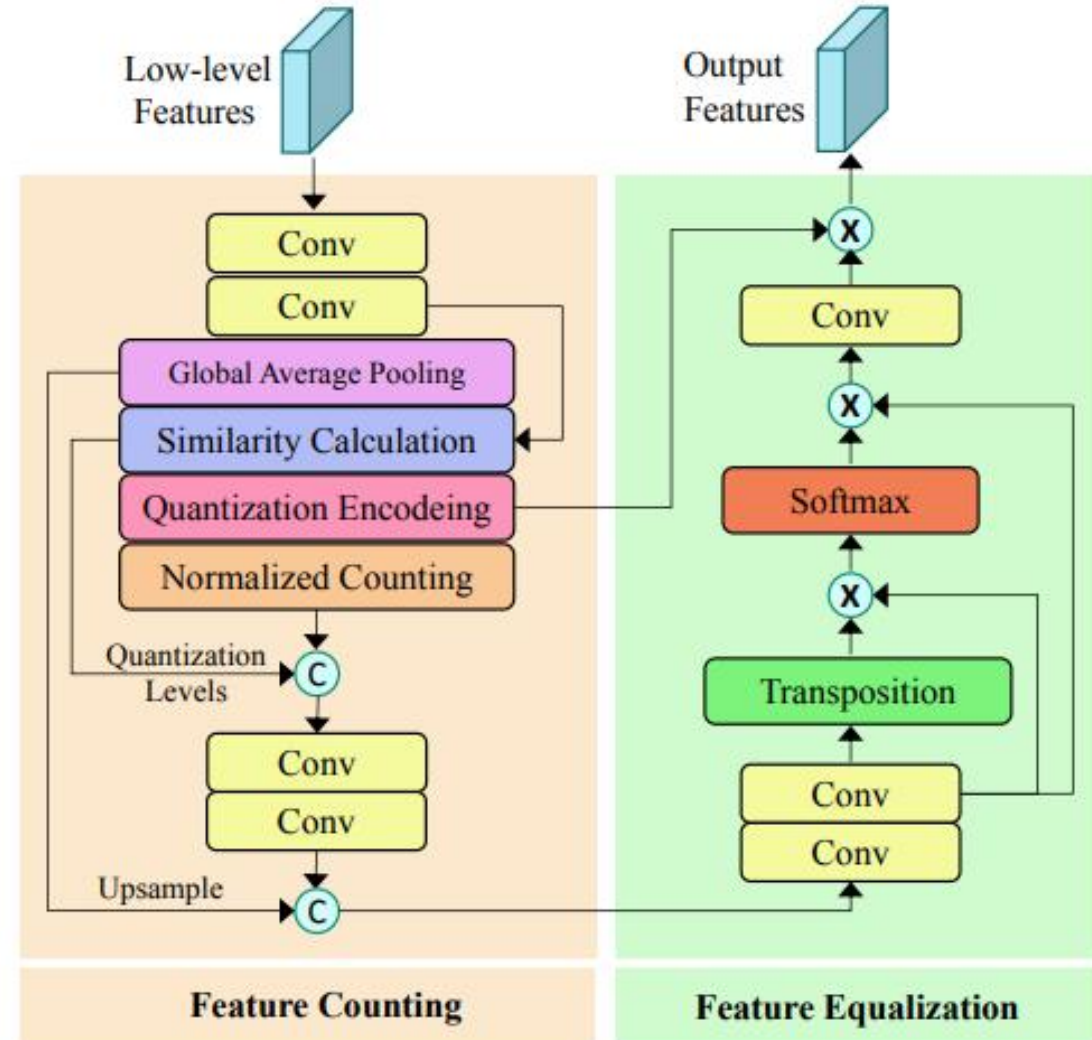 Low-level
Features
Conv
Conv
Global Average Pooling
Similarity Calculation
Quantization Encodeing
Normalized Counting
Quantization
Levels
C
Conv
Conv
Upsample
C
Feature Counting
Output
Features
X
Conv
X
Softmax
X
Transposition
Conv
Conv
Feature Equalization